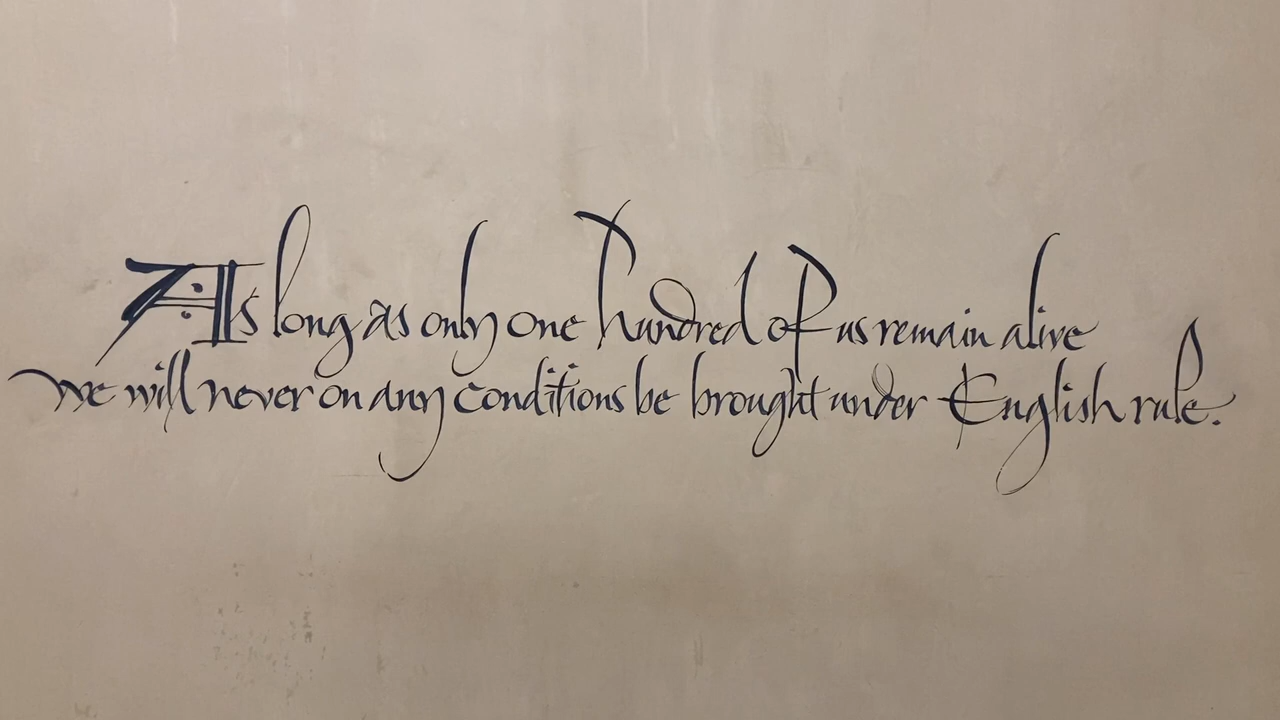 As long as only one hundred of us remain alive
we will never on any conditions be brought under English rule.